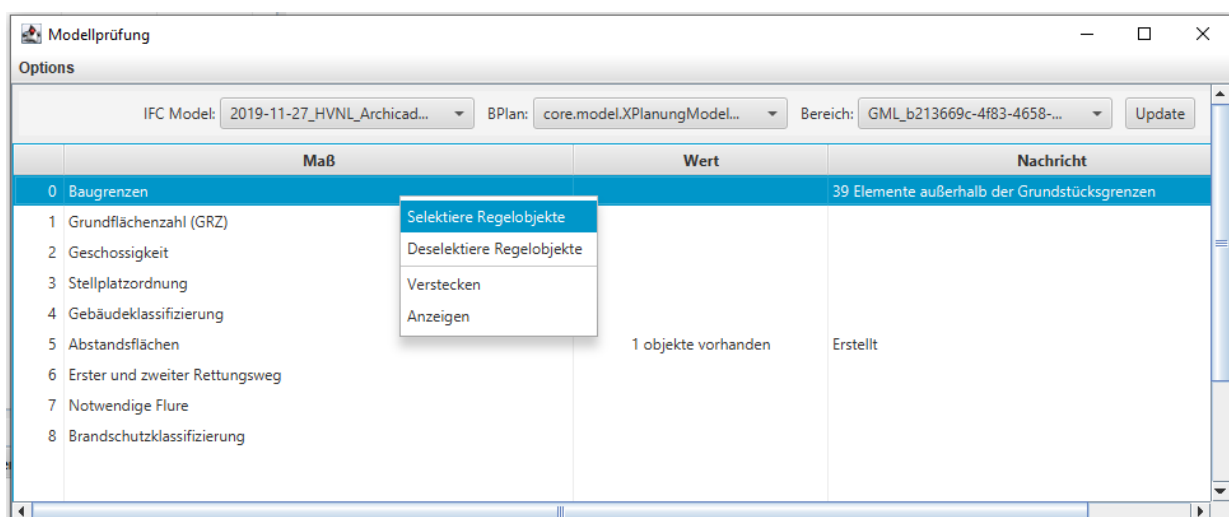 Modellprüfung
Options
IFC Model: 2019-11-27_HVNL_Archicad... BPlan: core.model.XPlanungModel... Bereich: GML_b213669c-4f83-4658-... Update
Maß Wert Nachricht
0 Baugrenzen 39 Elemente außerhalb der Grundstücksgrenzen
1 Grundflächenzahl (GRZ)
2 Geschossigkeit
3 Stellplatzordnung
4 Gebäudeklassifizierung
5 Abstandsflächen 1 objekte vorhanden Erstellt
6 Erster und zweiter Rettungsweg
7 Notwendige Flure
8 Brandschutzklassifizierung
Selektiere Regelobjekte
Deselektiere Regelobjekte
Verstecken
Anzeigen